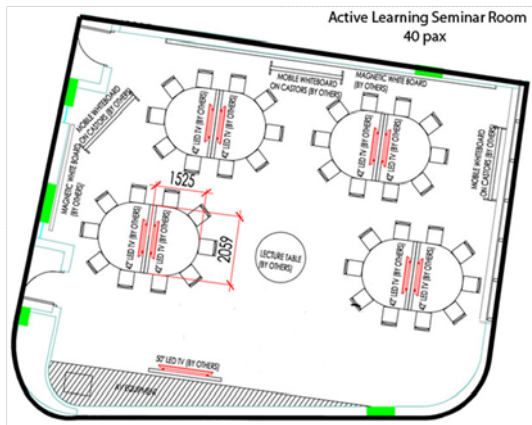 Active Learning Seminar Room
40 pax
MOBILE WHITEBOARD
ON CASTORS (BY OTHERS)
MAGNETIC WHITE BOARD
(BY OTHERS)
MOBILE WHITEBOARD
ON CASTORS (BY OTHERS)
42" LED TV (BY OTHERS)
42" LED TV (BY OTHERS)
42" LED TV (BY OTHERS)
42" LED TV (BY OTHERS)
MOBILE WHITEBOARD
(BY OTHERS)
MAGNETIC WHITE BOARD
(BY OTHERS)
1525
2059
42" LED TV (BY OTHERS)
42" LED TV (BY OTHERS)
LECTURE TABLE
(BY OTHERS)
42" LED TV (BY OTHERS)
42" LED TV (BY OTHERS)
50" LED TV (BY OTHERS)
AV EQUIPMENT